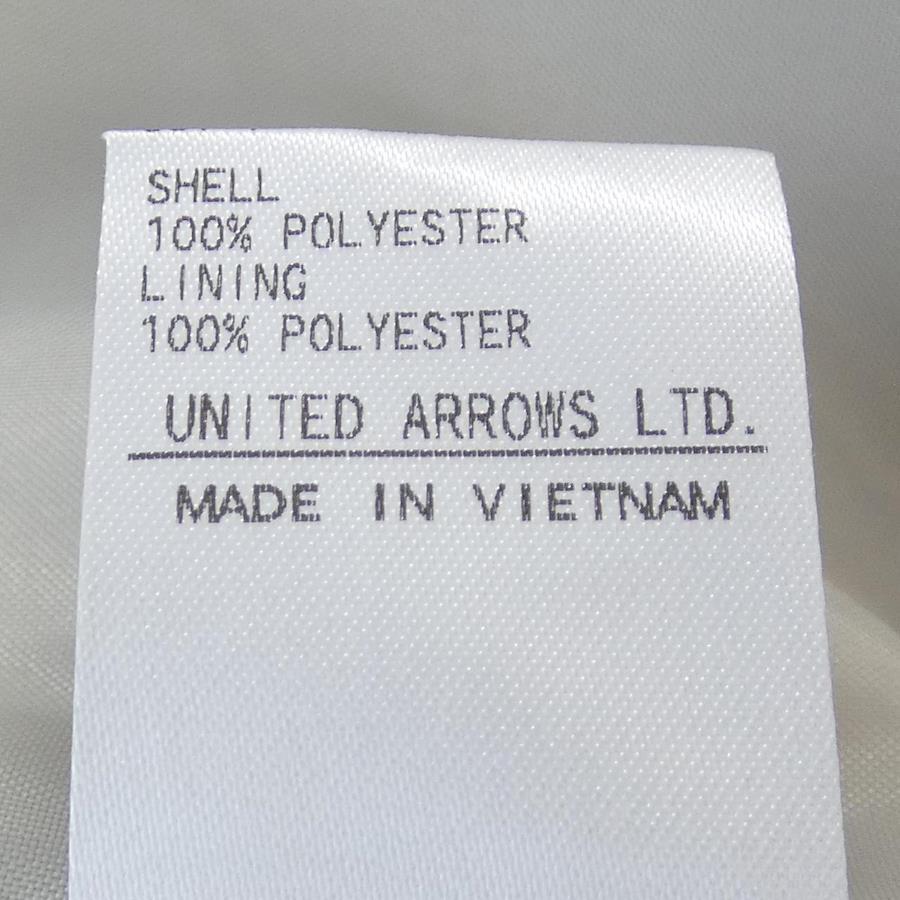 SHELL
100% POLYESTER
LINING
100% POLYESTER
UNITED ARROWS LTD.
MADE IN VIETNAM